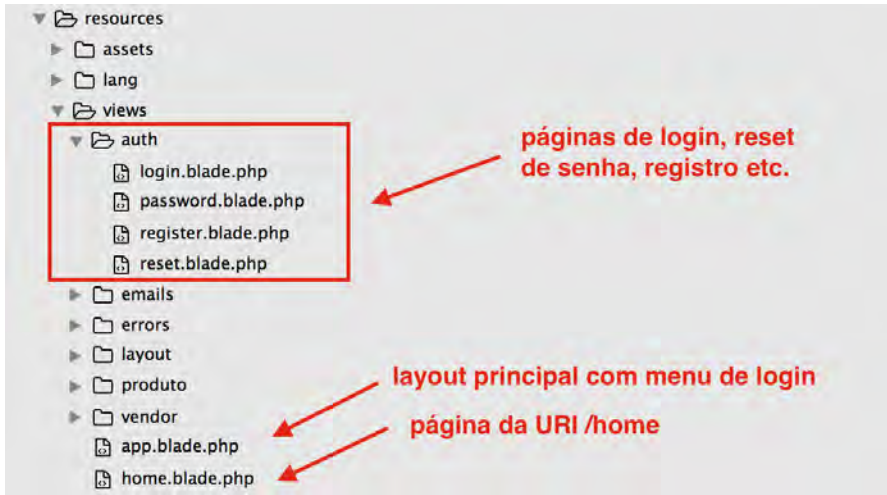 resources
assets
lang
views
auth
login.blade.php
password.blade.php
register.blade.php
reset.blade.php
páginas de login, reset
de senha, registro etc.
emails
errors
layout
produto
vendor
app.blade.php
home.blade.php
layout principal com menu de login
página da URI /home